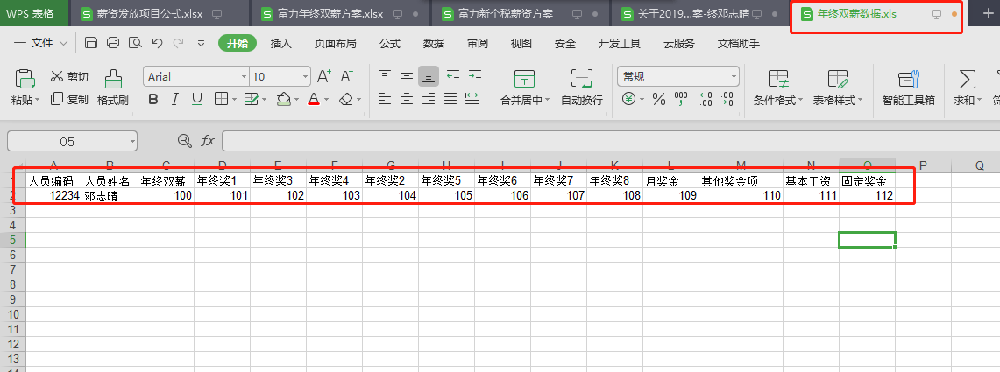 WPS 表格 薪资发放项目公式.xlsx 富力年终双薪方案.xlsx 富力新个税薪资方案 关于2019...案-终邓志晴 年终双薪数据.xls
文件 开始 插入 页面布局 公式 数据 审阅 视图 安全 开发工具 云服务 文档助手
剪切 Arial 10 A+ A- 常规
粘贴 复制 格式刷 B I U A 合并居中 自动换行 % 000 条件格式 表格样式 智能工具箱 求和
O5 fx
A B C D E F G H I J K L M N O P Q
1 人员编码 人员姓名 年终双薪 年终奖1 年终奖3 年终奖4 年终奖2 年终奖5 年终奖6 年终奖7 年终奖8 月奖金 其他奖金项 基本工资 固定奖金
2 12234 邓志晴 100 101 102 103 104 105 106 107 108 109 110 111 112
3
4
5
6
7
8
9
10
11
12
13